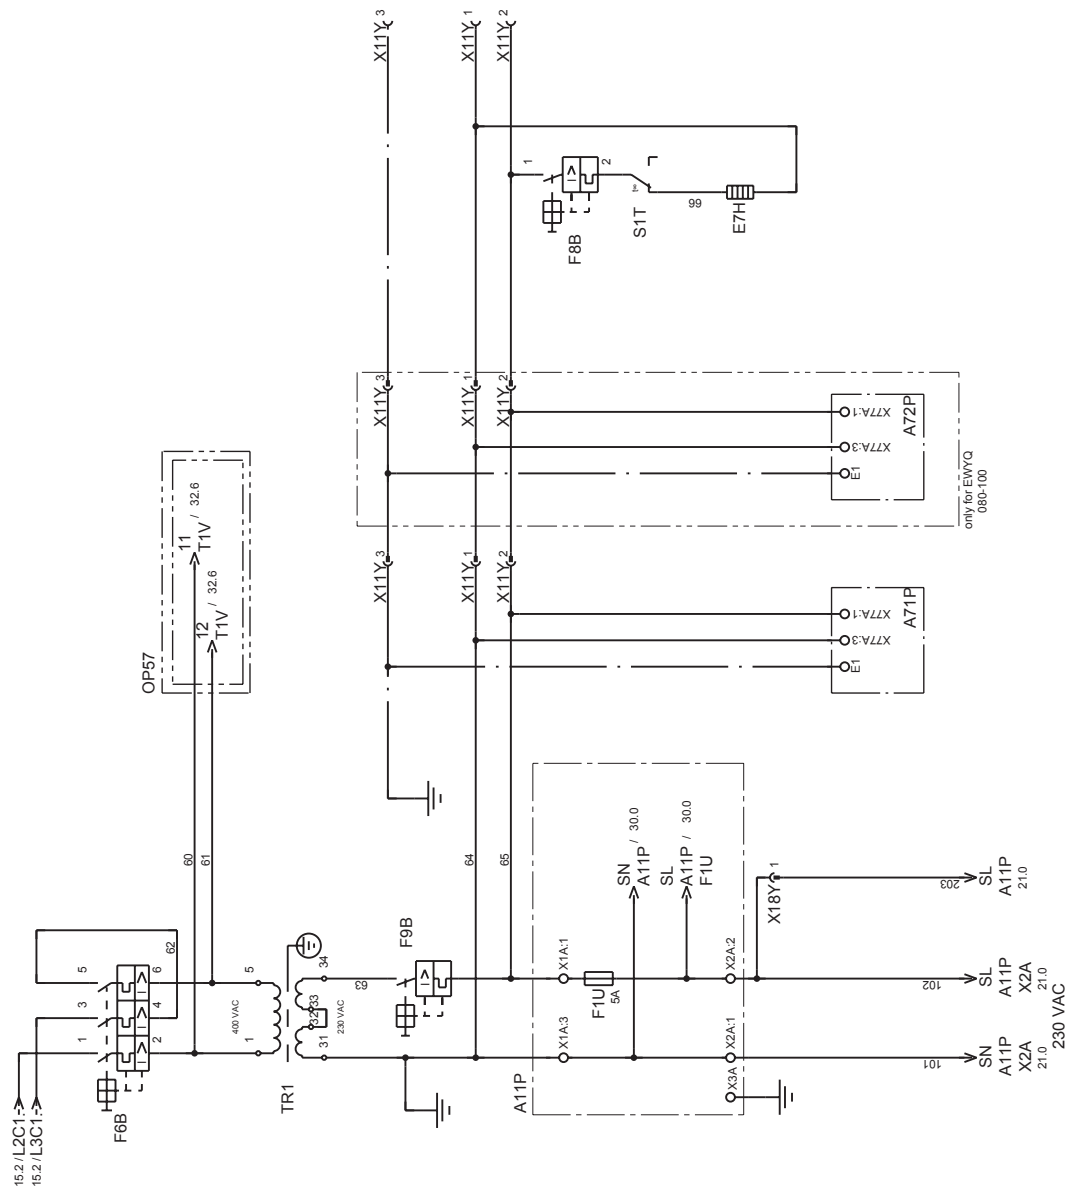 X11Y 3
X11Y 1
X11Y 2
1
2
F8B
S1T
t°
66
E7H
X11Y 3
X11Y 1
X11Y 2
X77A:1
X77A:3
E1
A72P
only for EWYQ
080-100
OP57
11
T1V / 32.6
12
T1V / 32.6
X11Y 3
X11Y 1
X11Y 2
X77A:1
X77A:3
E1
A71P
60
61
64
65
SN
A11P / 30.0
SL
A11P / 30.0
F1U
X18Y 1
203
SL
A11P
21.0
5
6
62
3
4
1
2
F6B
15.2 / L2C1-
15.2 / L3C1-
400 VAC
5
1
TR1
34
33
32
31
230 VAC
63
F9B
A11P
X1A:1
X1A:3
F1U
5A
X2A:2
X2A:1
X3A
102
SL
A11P
X2A
21.0
101
SN
A11P
X2A
21.0
230 VAC